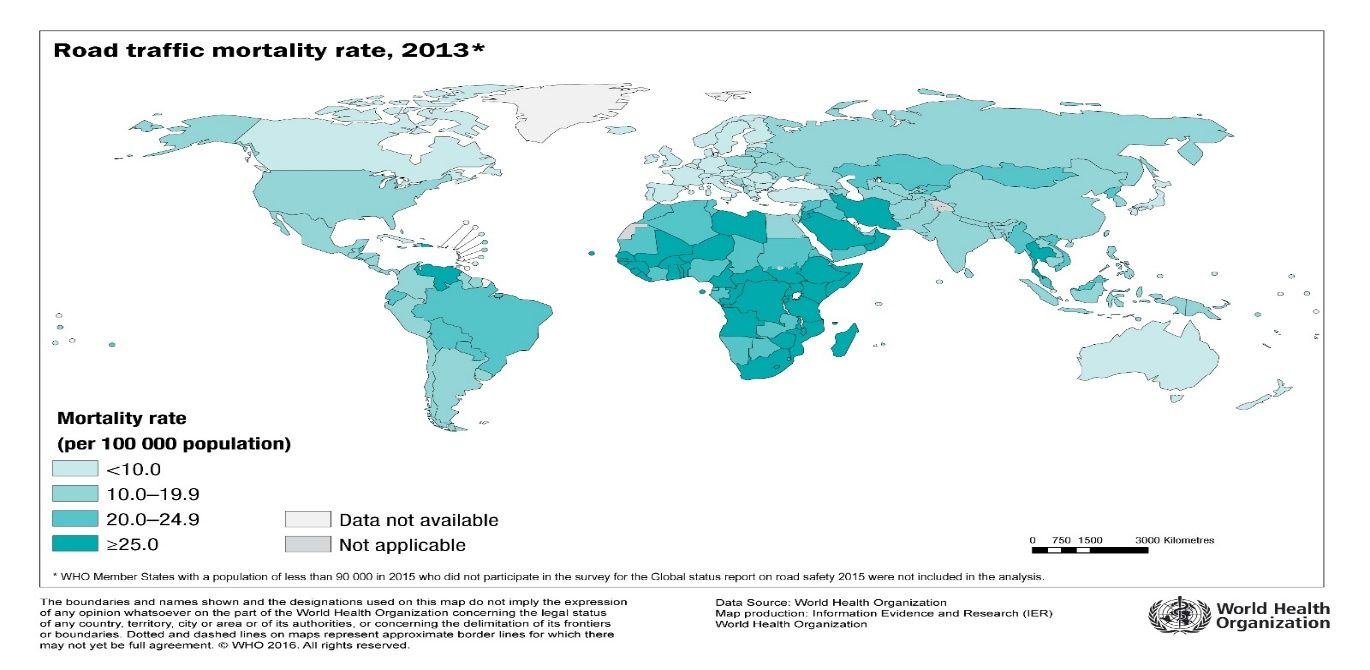 Road traffic mortality rate, 2013*
Mortality rate
(per 100 000 population)
<10.0
10.0–19.9
20.0–24.9
≥25.0
Data not available
Not applicable
0 750 1500 3000 Kilometres
* WHO Member States with a population of less than 90 000 in 2015 who did not participate in the survey for the Global status report on road safety 2015 were not included in the analysis.
The boundaries and names shown and the designations used on this map do not imply the expression
of any opinion whatsoever on the part of the World Health Organization concerning the legal status
of any country, territory, city or area or of its authorities, or concerning the delimitation of its frontiers
or boundaries. Dotted and dashed lines on maps represent approximate border lines for which there
may not yet be full agreement. © WHO 2016. All rights reserved.
Data Source: World Health Organization
Map production: Information Evidence and Research (IER)
World Health Organization
World Health
Organization